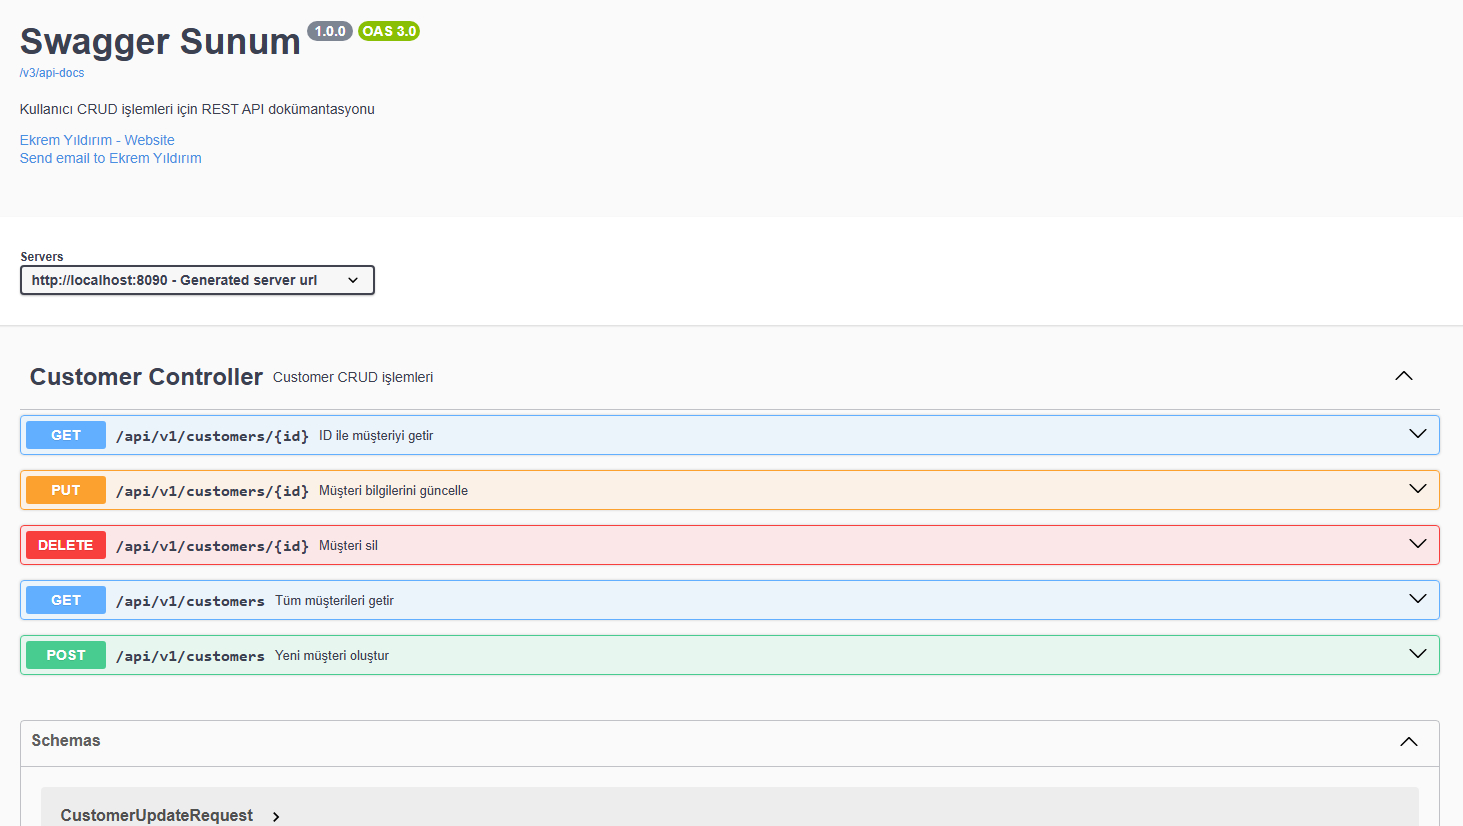 Swagger Sunum 1.0.0 OAS 3.0
/v3/api-docs
Kullanıcı CRUD işlemleri için REST API dokümantasyonu
Ekrem Yıldırım - Website
Send email to Ekrem Yıldırım
Servers
http://localhost:8090 - Generated server url
Customer Controller Customer CRUD işlemleri
GET /api/v1/customers/{id} ID ile müşteriyi getir
PUT /api/v1/customers/{id} Müşteri bilgilerini güncelle
DELETE /api/v1/customers/{id} Müşteri sil
GET /api/v1/customers Tüm müşterileri getir
POST /api/v1/customers Yeni müşteri oluştur
Schemas
CustomerUpdateRequest